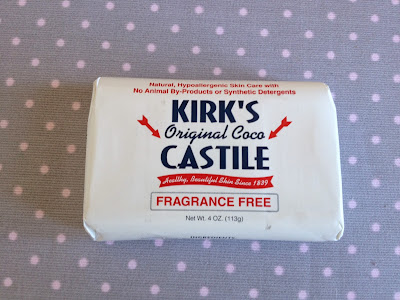 Natural, Hypoallergenic Skin Care with
No Animal By-Products or Synthetic Detergents
KIRK'S
Original Coco
CASTILE
Healthy, Beautiful Skin Since 1839
FRAGRANCE FREE
Net Wt. 4 OZ. (113g)
INGREDIENTS